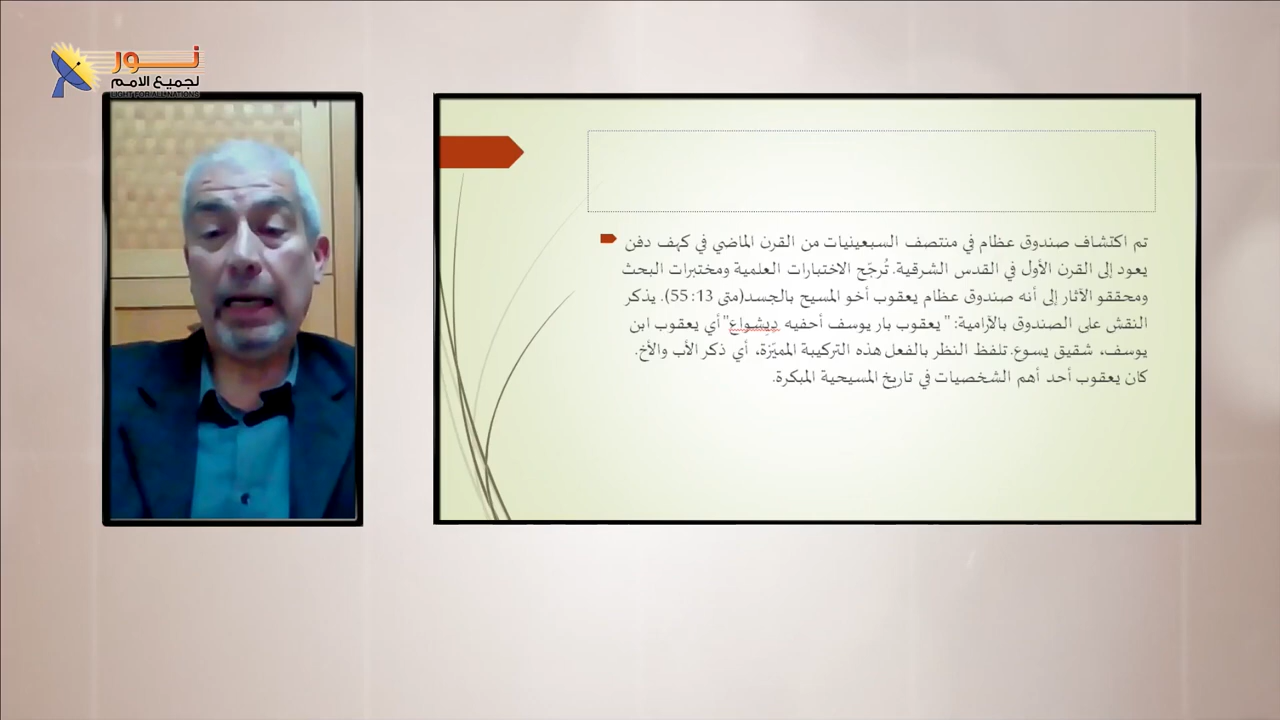 نور
لجميع الامم
LIGHT FOR ALL NATIONS
تم اكتشاف صندوق عظام في منتصف السبعينيات من القرن الماضي في كهف دفن
يعود إلى القرن الأول في القدس الشرقية. تُرجّح الاختبارات العلمية ومختبرات البحث
ومحققو الآثار إلى أنه صندوق عظام يعقوب أخو المسيح بالجسد(متى 13: 55). يذكر
النقش على الصندوق بالآرامية: " يعقوب بار يوسف أحفيه ديشواع" أي يعقوب ابن
يوسف، شقيق يسوع. تلفظ النظر بالفعل هذه التركيبة المميّزة، أي ذكر الأب والأخ.
كان يعقوب أحد أهم الشخصيات في تاريخ المسيحية المبكرة.